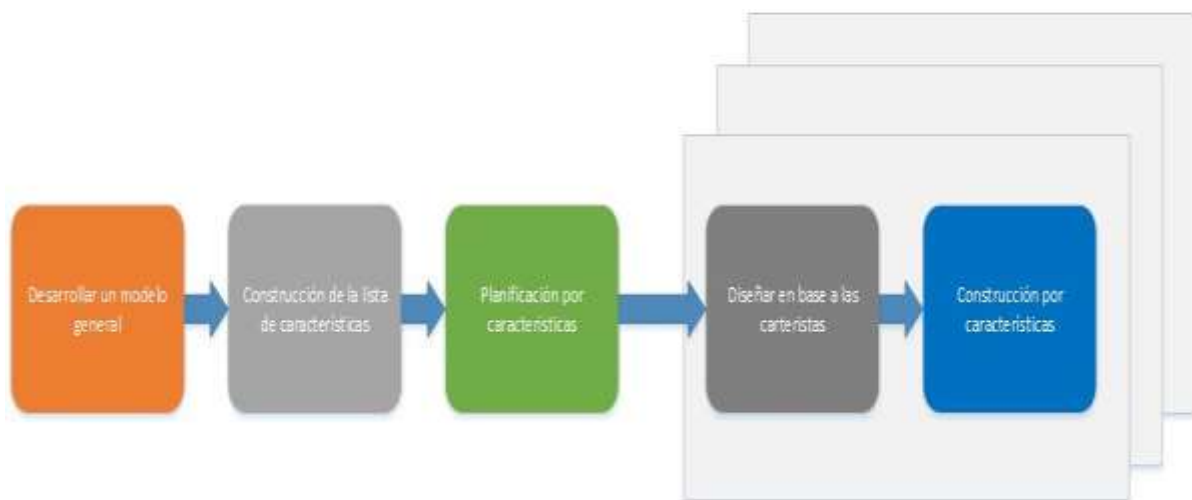 Desarrollar un modelo
general
Construcción de la lista
de características
Planificación por
características
Diseñar en base a las
carteristas
Construcción por
características